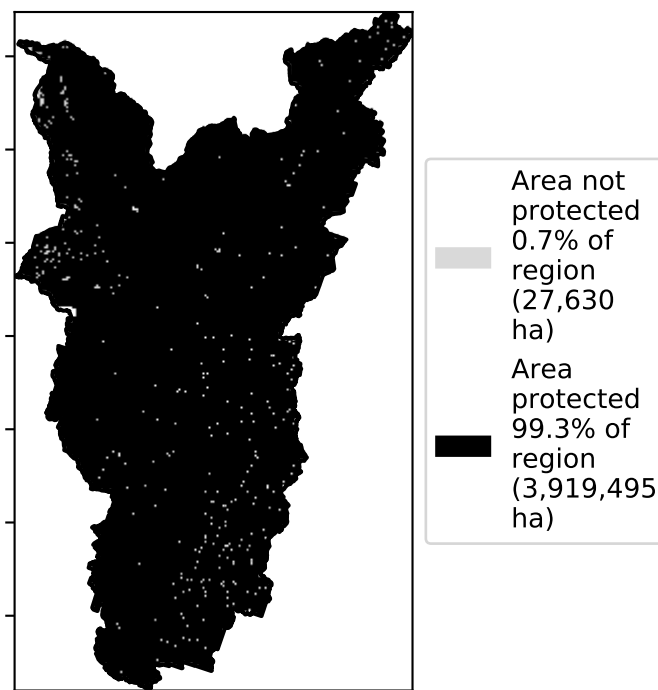 Area not
protected
0.7% of
region
(27,630
ha)
Area
protected
99.3% of
region
(3,919,495
ha)